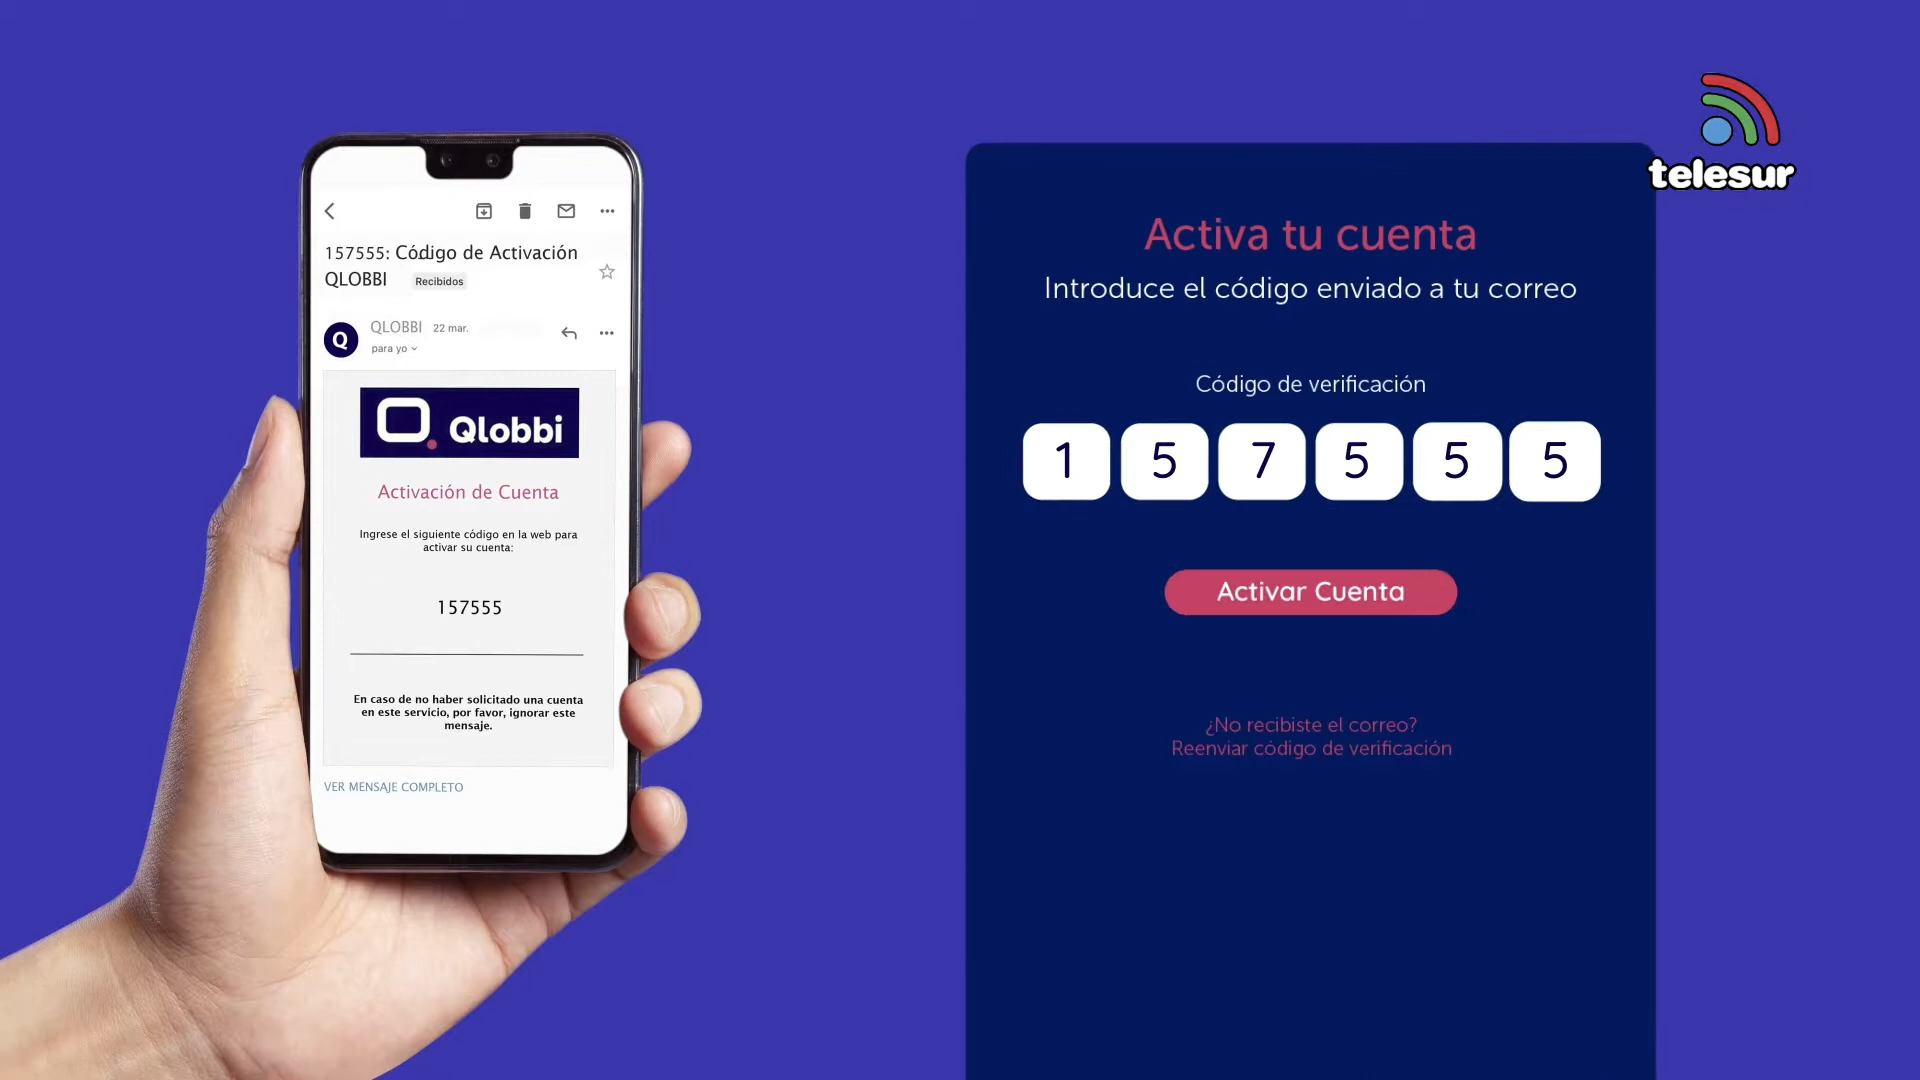 157555: Código de Activación
QLOBBI Recibidos
Q
QLOBBI 22 mar.
para yo
Qlobbi
Activación de Cuenta
Ingrese el siguiente código en la web para
activar su cuenta:
157555
En caso de no haber solicitado una cuenta
en este servicio, por favor, ignorar este
mensaje.
VER MENSAJE COMPLETO
telesur
Activa tu cuenta
Introduce el código enviado a tu correo
Código de verificación
1 5 7 5 5 5
Activar Cuenta
¿No recibiste el correo?
Reenviar código de verificación